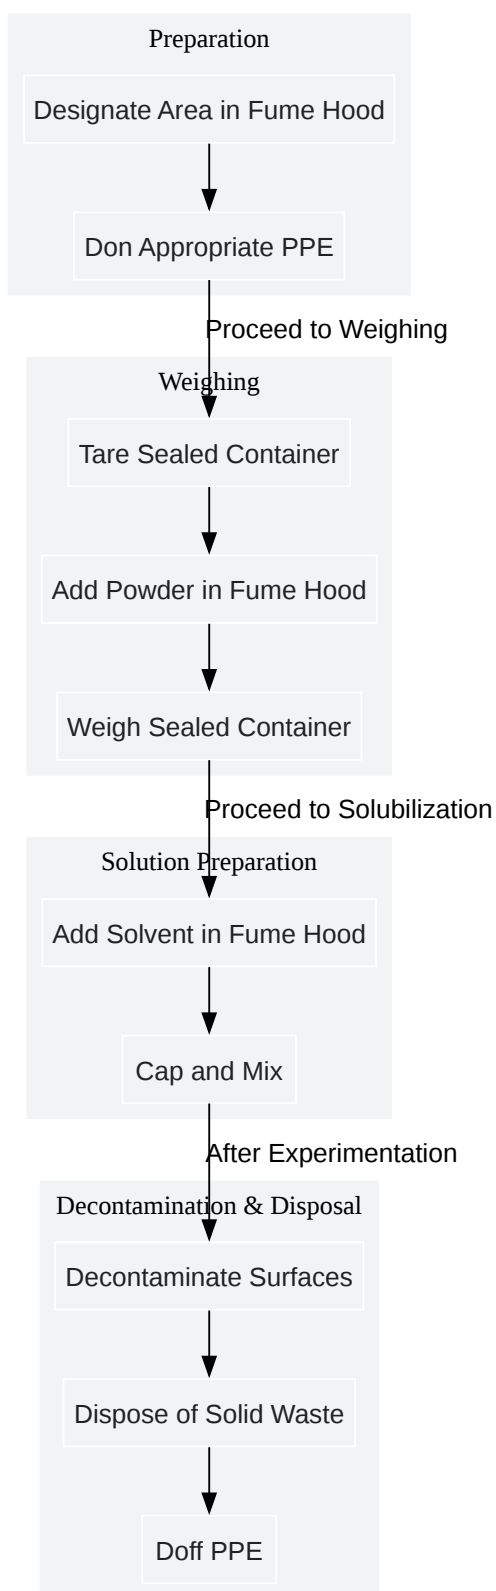 Preparation
Designate Area in Fume Hood
Don Appropriate PPE
Proceed to Weighing
Weighing
Tare Sealed Container
Add Powder in Fume Hood
Weigh Sealed Container
Proceed to Solubilization
Solution Preparation
Add Solvent in Fume Hood
Cap and Mix
After Experimentation
Decontamination & Disposal
Decontaminate Surfaces
Dispose of Solid Waste
Doff PPE